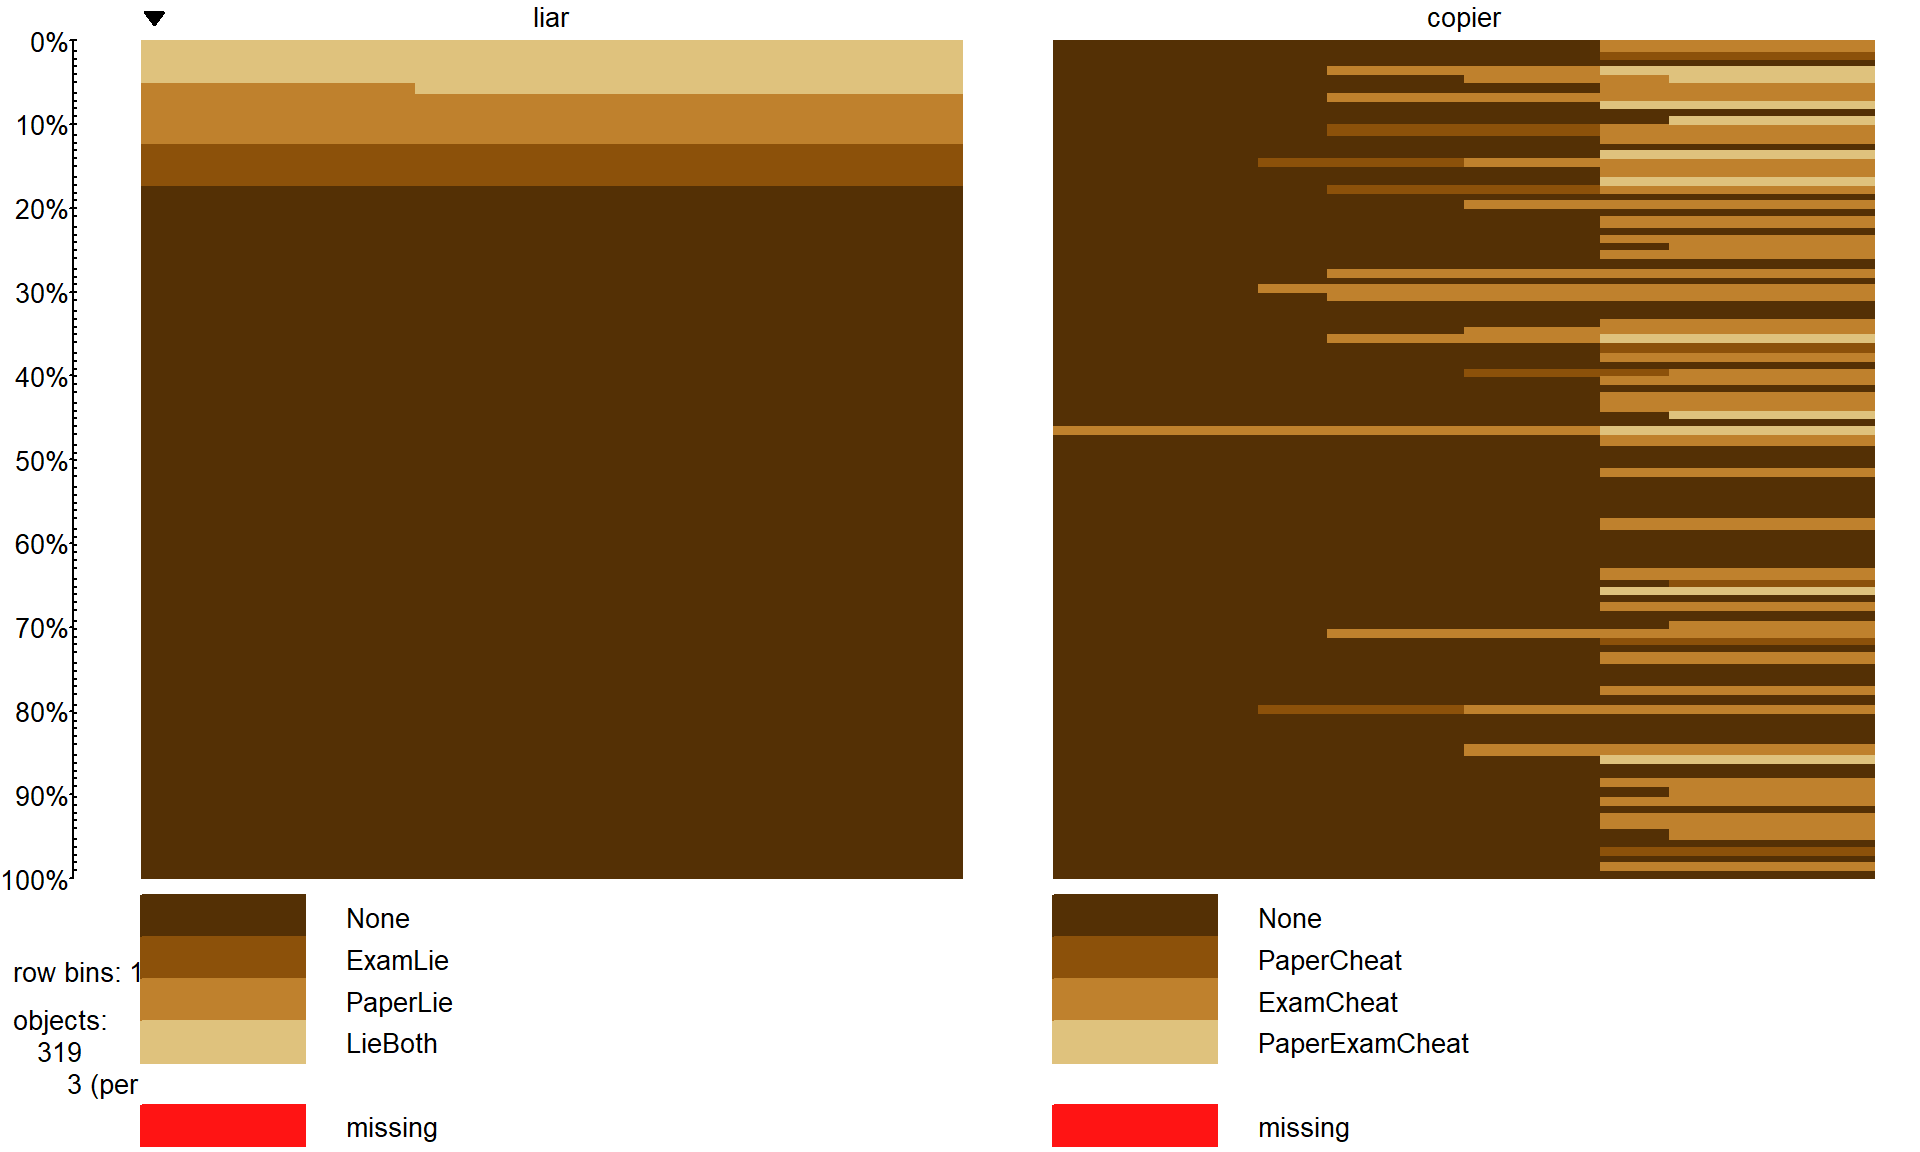 liar
copier
0%
10%
20%
30%
40%
50%
60%
70%
80%
90%
100%
None
ExamLie
PaperLie
LieBoth
missing
None
PaperCheat
ExamCheat
PaperExamCheat
missing
row bins: 1
objects:
319
3 (per